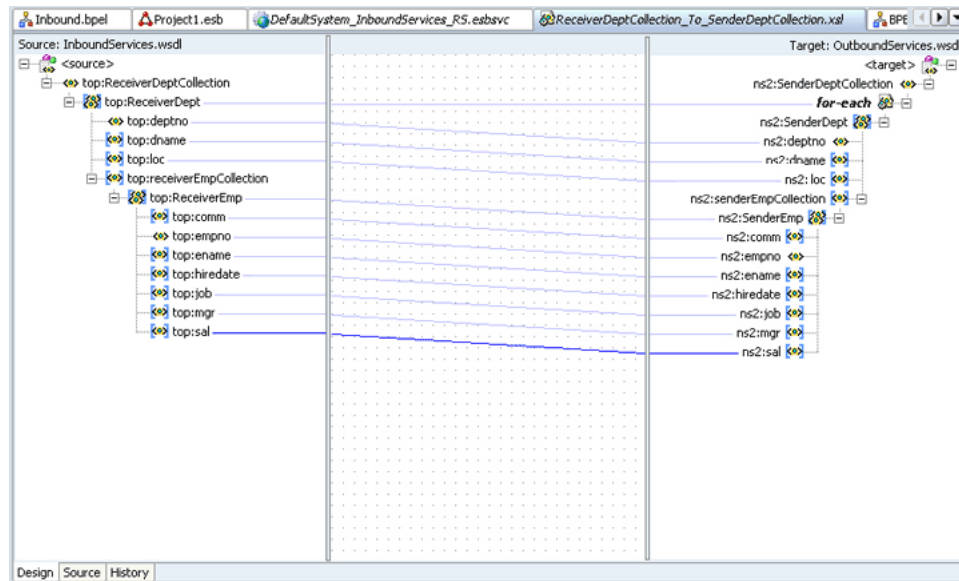 Inbound.bpel Project1.esb DefaultSystem_InboundServices_RS.esbsvc ReceiverDeptCollection_To_SenderDeptCollection.xsl BPE
Source: InboundServices.wsdl Target: OutboundServices.wsd
<source> <target>
top:ReceiverDeptCollection ns2:SenderDeptCollection
top:ReceiverDept for-each
top:deptno ns2:SenderDept
top:dname ns2:deptno
top:loc ns2:dname
top:receiverEmpCollection ns2: loc
top:ReceiverEmp ns2:senderEmpCollection
top:comm ns2:SenderEmp
top:empno ns2:comm
top:ename ns2:empno
top:hiredate ns2:ename
top:job ns2:hiredate
top:mgr ns2:job
top:sal ns2:mgr
ns2:sal
Design Source History